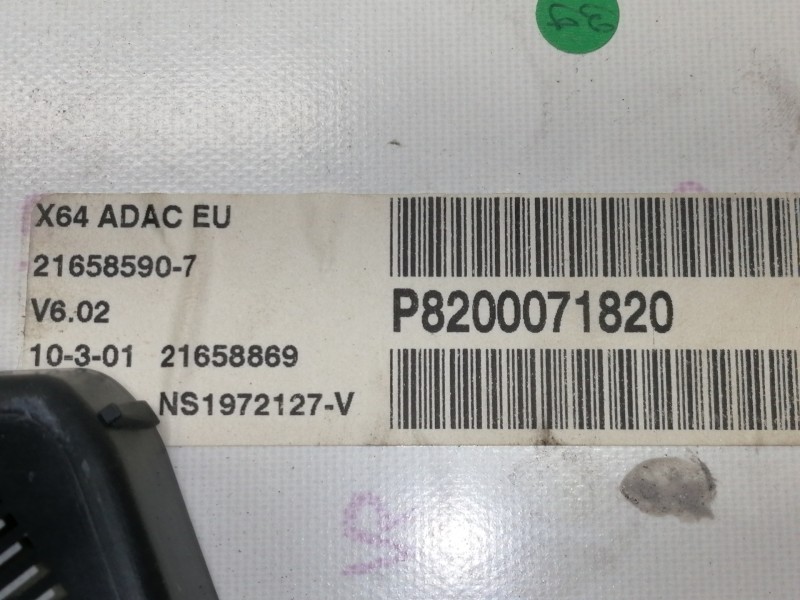 X64 ADAC EU
21658590-7
V6.02
P8200071820
10-3-01 21658869
NS1972127-V